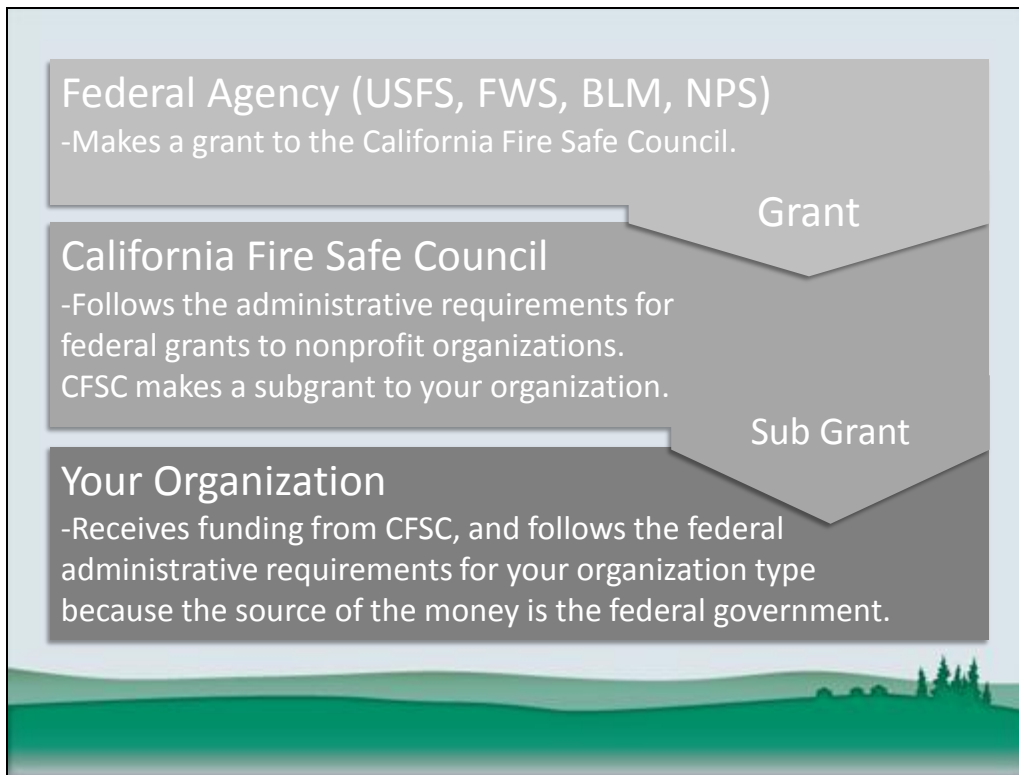 Federal Agency (USFS, FWS, BLM, NPS)
-Makes a grant to the California Fire Safe Council.
Grant
California Fire Safe Council
-Follows the administrative requirements for
federal grants to nonprofit organizations.
CFSC makes a subgrant to your organization.
Sub Grant
Your Organization
-Receives funding from CFSC, and follows the federal
administrative requirements for your organization type
because the source of the money is the federal government.